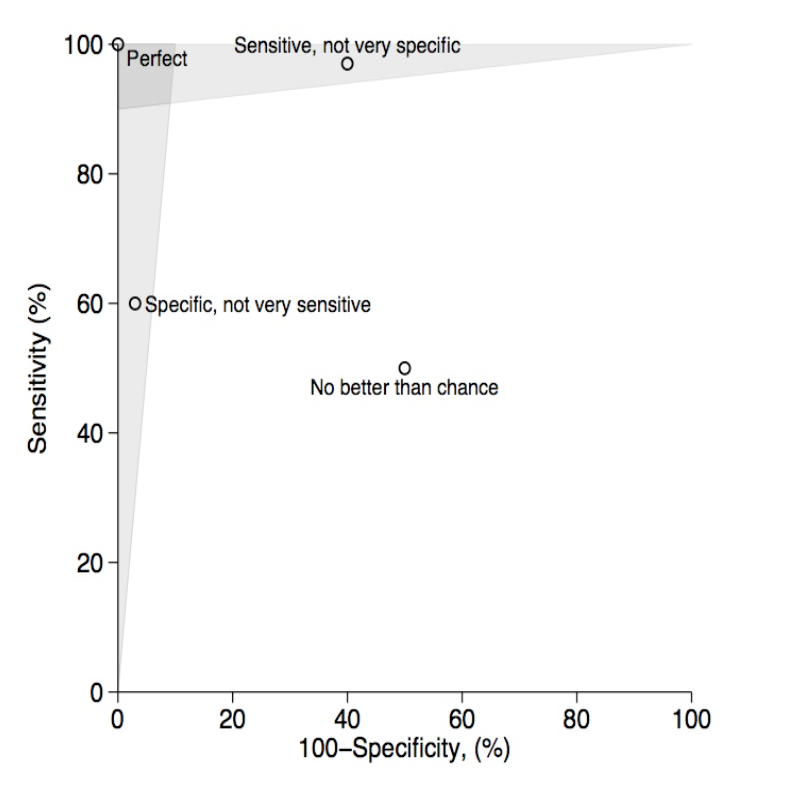 100
Perfect
Sensitive, not very specific
80
60
Specific, not very sensitive
No better than chance
40
20
0
Sensitivity (%)
0 20 40 60 80 100
100–Specificity, (%)